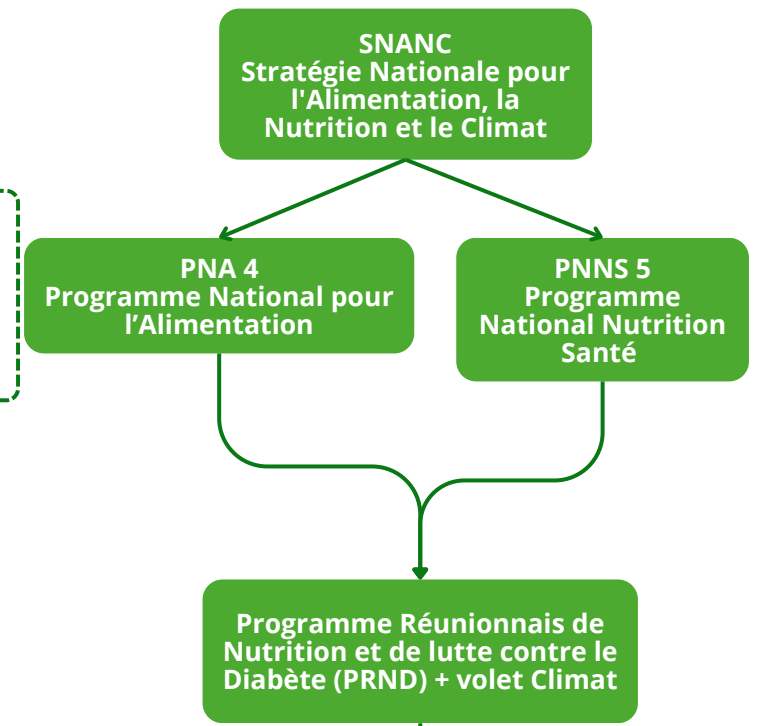 SNANC
Stratégie Nationale pour
l'Alimentation, la
Nutrition et le Climat
PNA 4
Programme National pour
l’Alimentation
PNNS 5
Programme
National Nutrition
Santé
Programme Réunionnais de
Nutrition et de lutte contre le
Diabète (PRND) + volet Climat